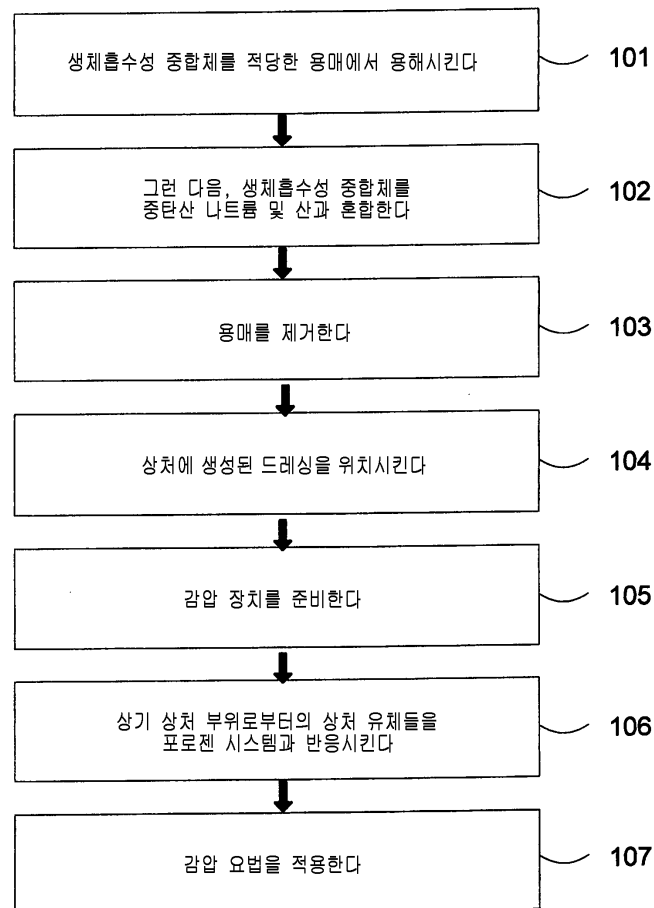 생체흡수성 중합체를 적당한 용매에서 용해시킨다
101
그런 다음, 생체흡수성 중합체를
중탄산 나트륨 및 산과 혼합한다
102
용매를 제거한다
103
상처에 생성된 드레싱을 위치시킨다
104
감압 장치를 준비한다
105
상기 상처 부위로부터의 상처 유체들을
포로젠 시스템과 반응시킨다
106
감압 요법을 적용한다
107